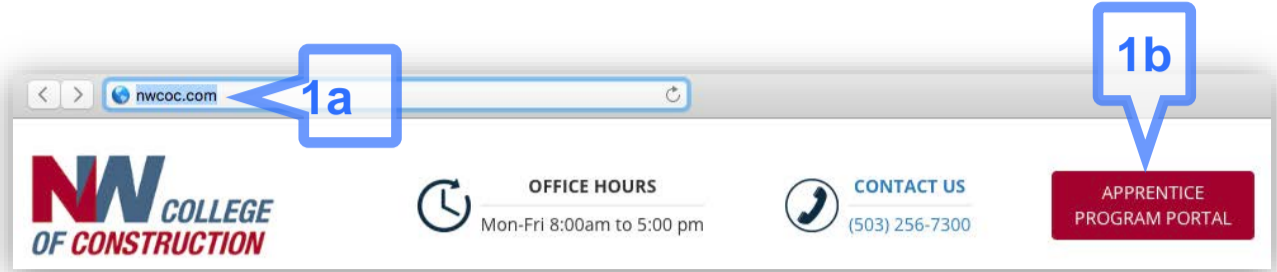 1b
nwcoc.com
1a
NW COLLEGE
OF CONSTRUCTION
OFFICE HOURS
Mon-Fri 8:00am to 5:00 pm
CONTACT US
(503) 256-7300
APPRENTICE
PROGRAM PORTAL